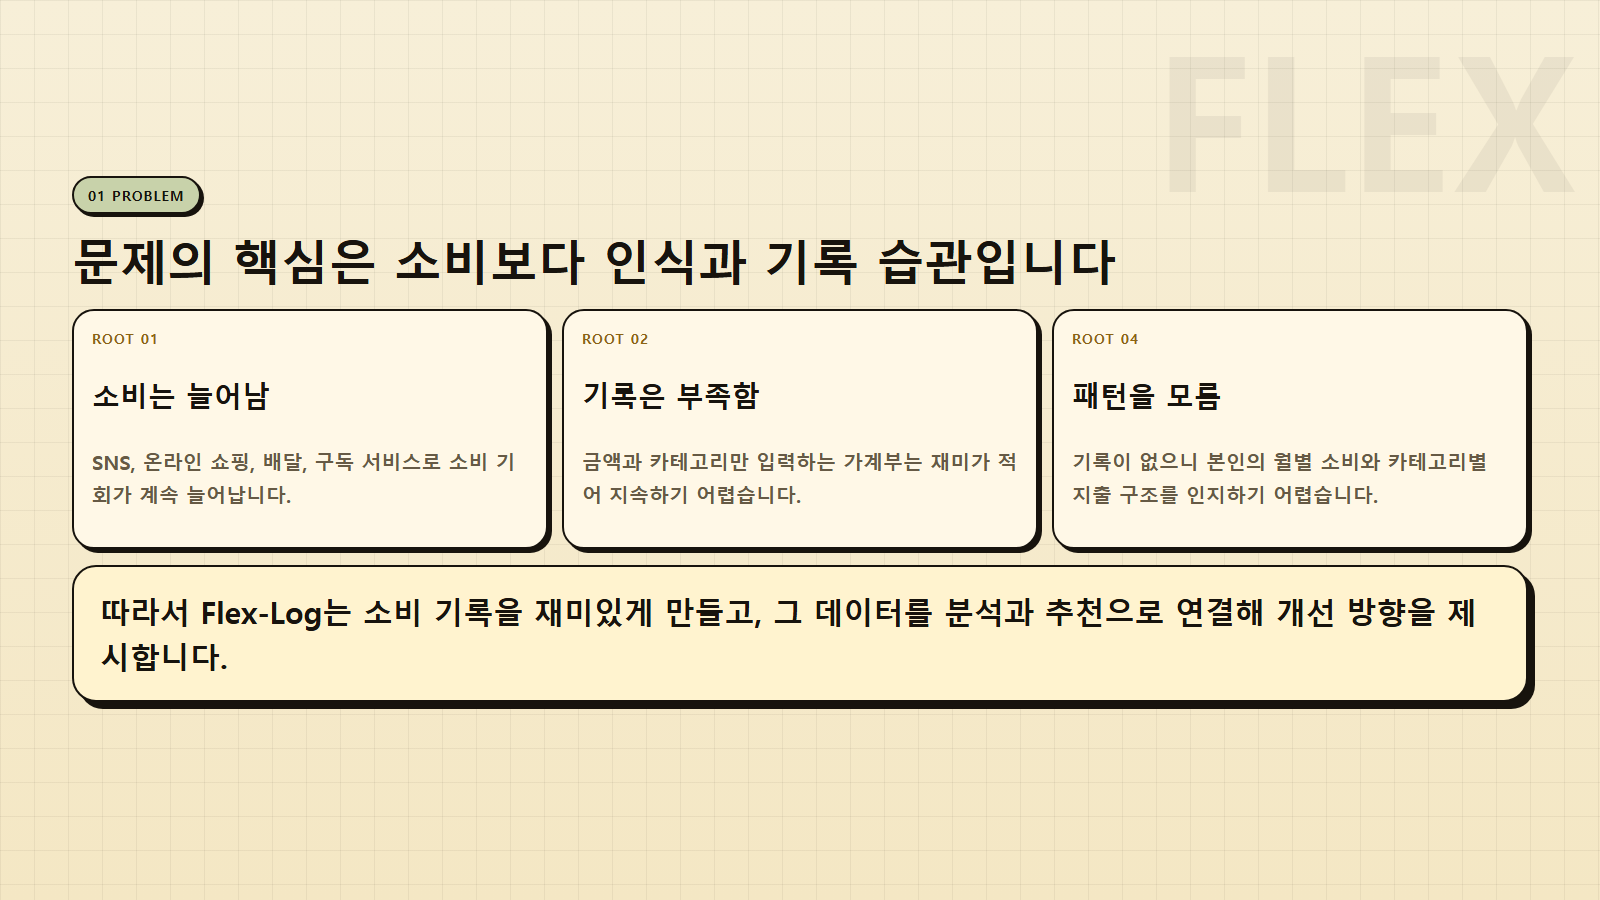 FLEX
01 PROBLEM
문제의 핵심은 소비보다 인식과 기록 습관입니다
ROOT 01
소비는 늘어남
SNS, 온라인 쇼핑, 배달, 구독 서비스로 소비 기
회가 계속 늘어납니다.
ROOT 02
기록은 부족함
금액과 카테고리만 입력하는 가계부는 재미가 적
어 지속하기 어렵습니다.
ROOT 04
패턴을 모름
기록이 없으니 본인의 월별 소비와 카테고리별
지출 구조를 인지하기 어렵습니다.
따라서 Flex-Log는 소비 기록을 재미있게 만들고, 그 데이터를 분석과 추천으로 연결해 개선 방향을 제
시합니다.